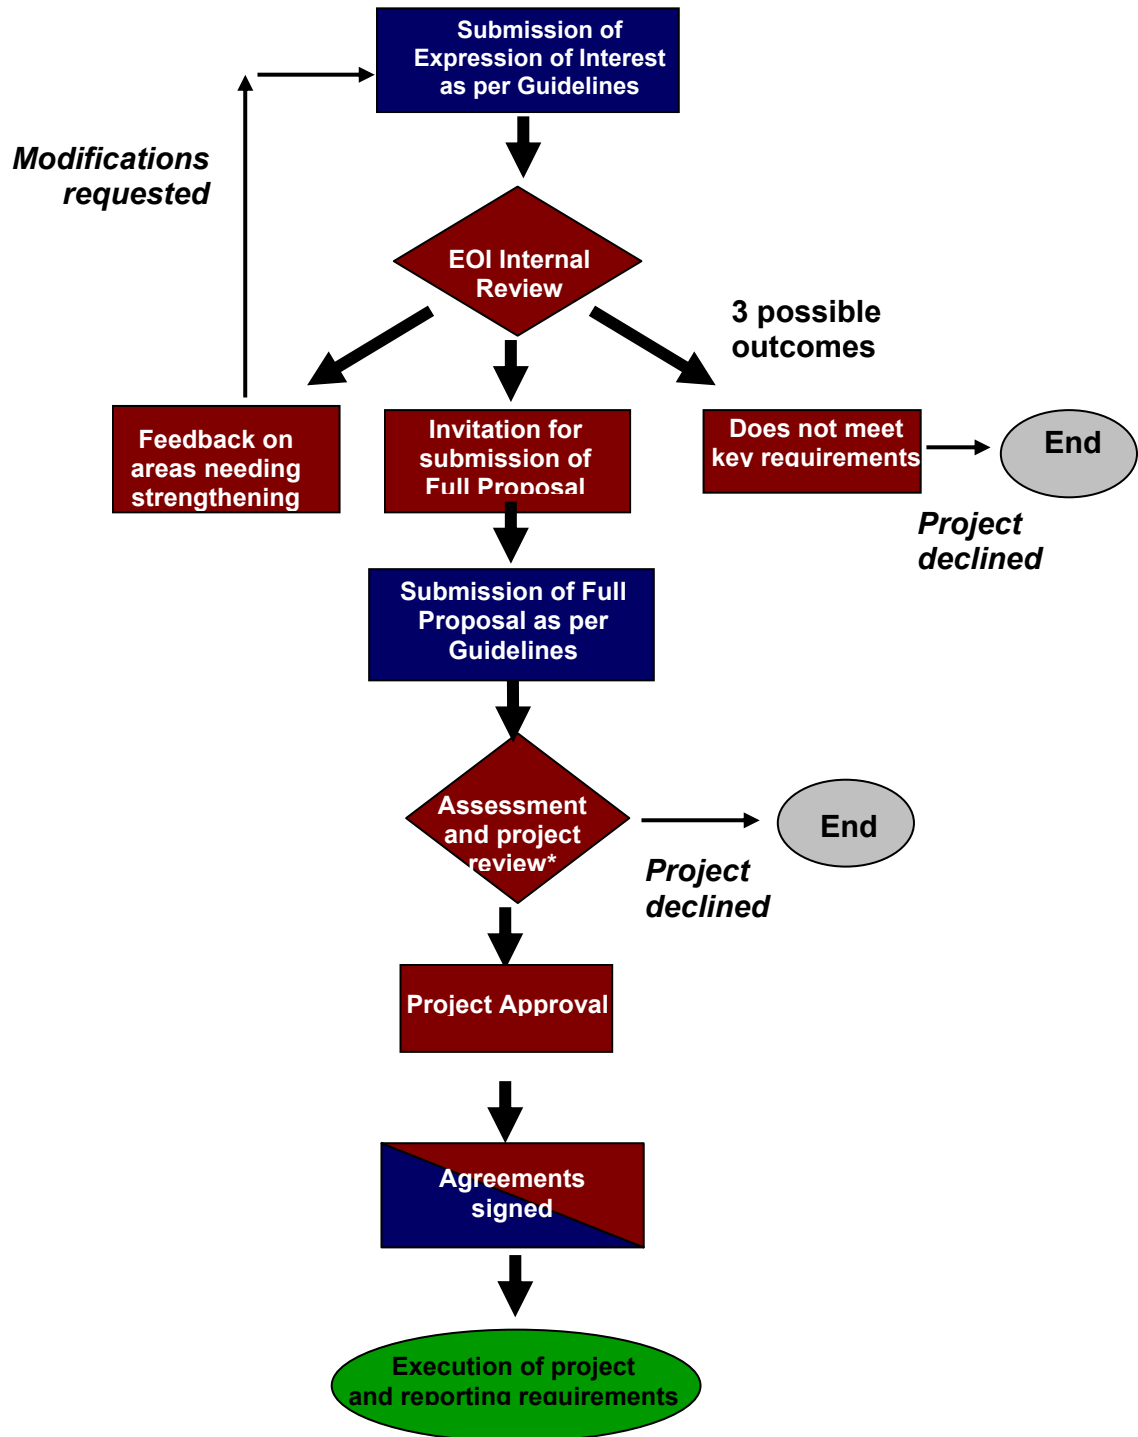 Submission of
Expression of Interest
as per Guidelines
Modifications
requested
EOI Internal
Review
3 possible
outcomes
Feedback on
areas needing
strengthening
Invitation for
submission of
Full Proposal
Does not meet
key requirements
End
Project
declined
Submission of Full
Proposal as per
Guidelines
Assessment
and project
review*
End
Project
declined
Project Approval
Agreements
signed
Execution of project
and reporting requirements